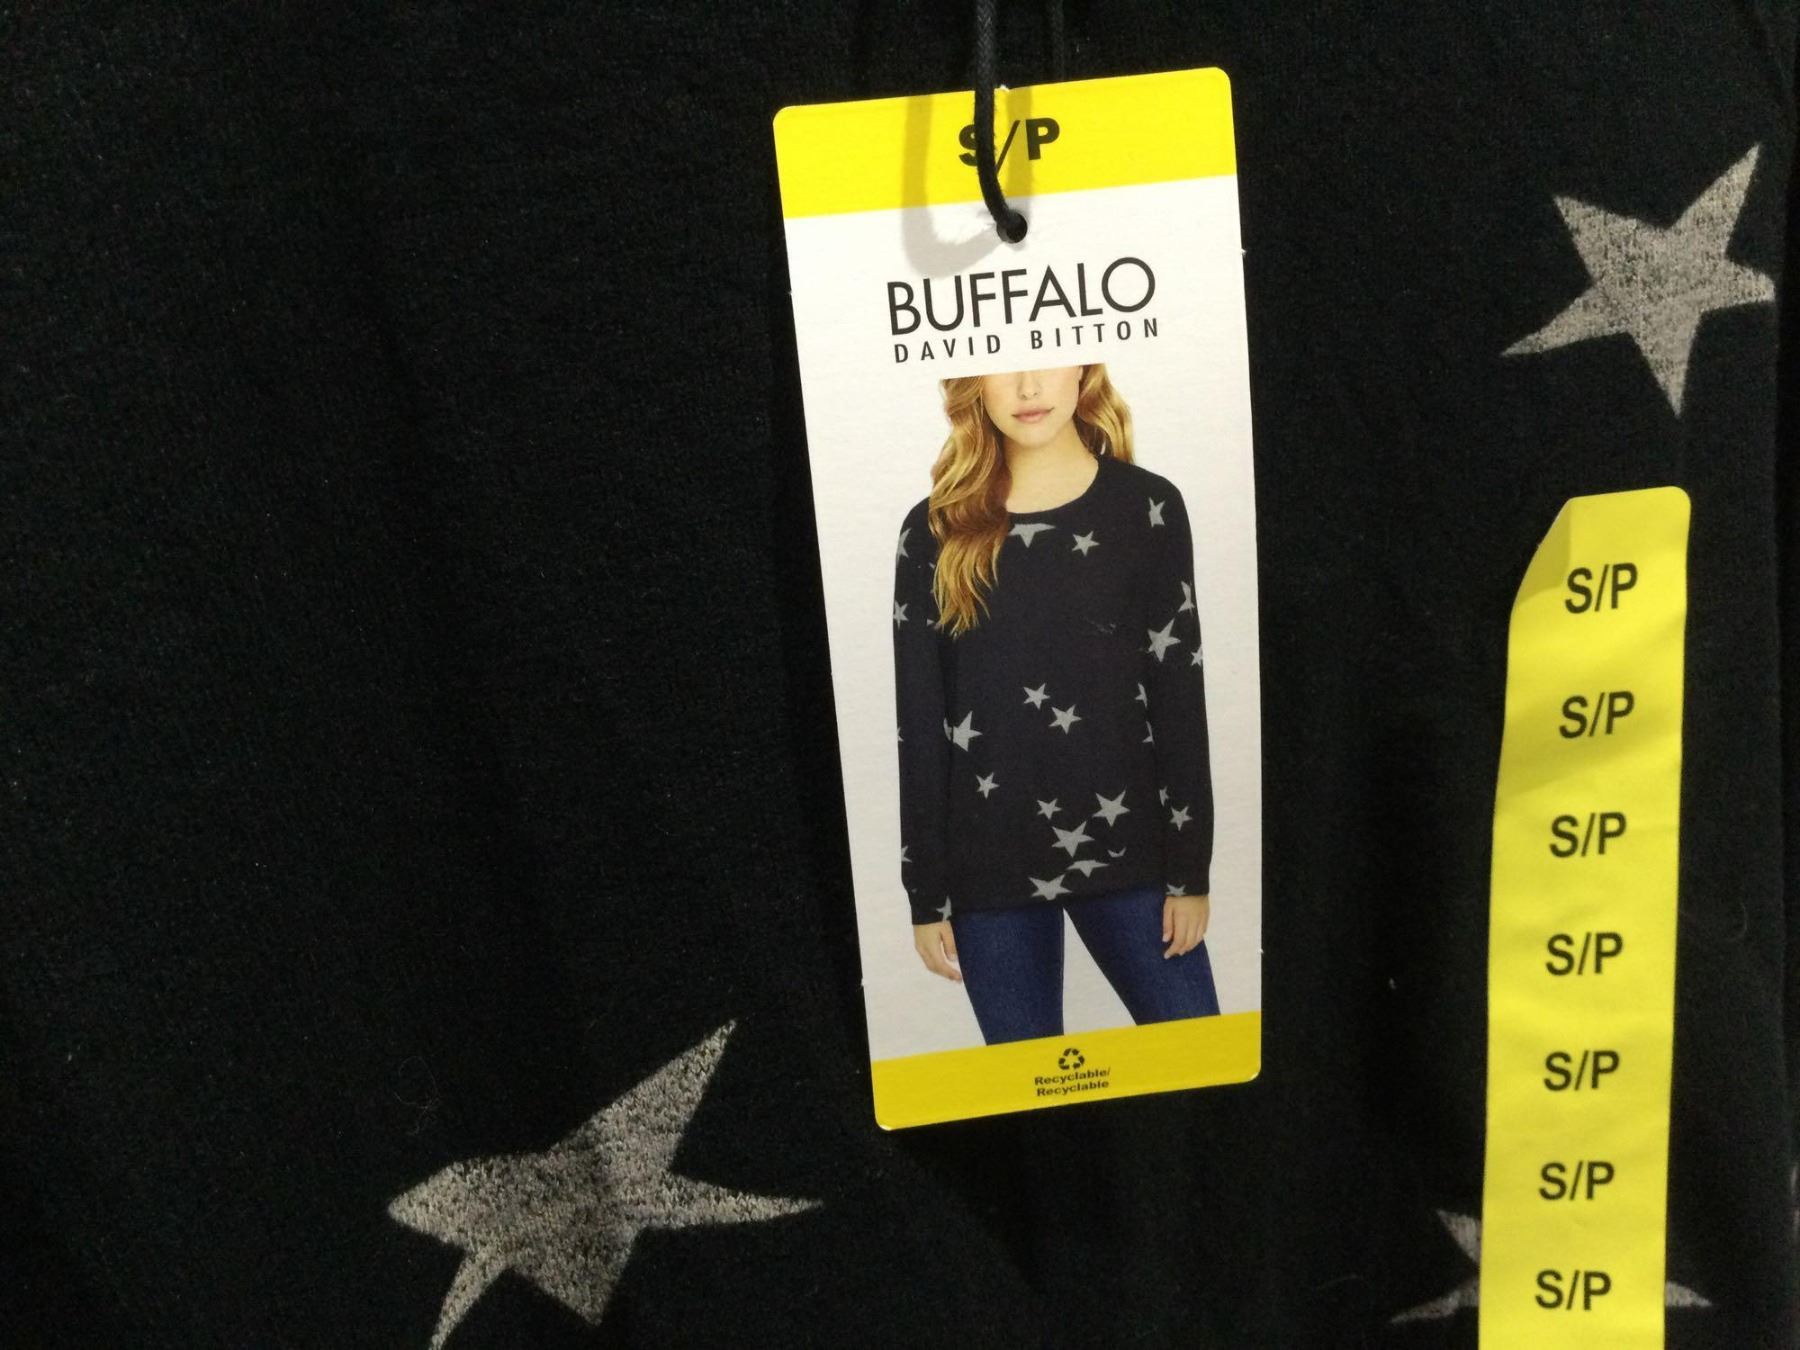 S/P
BUFFALO
DAVID BITTON
Recyclable/
Recyclable
S/P
S/P
S/P
S/P
S/P
S/P
S/P